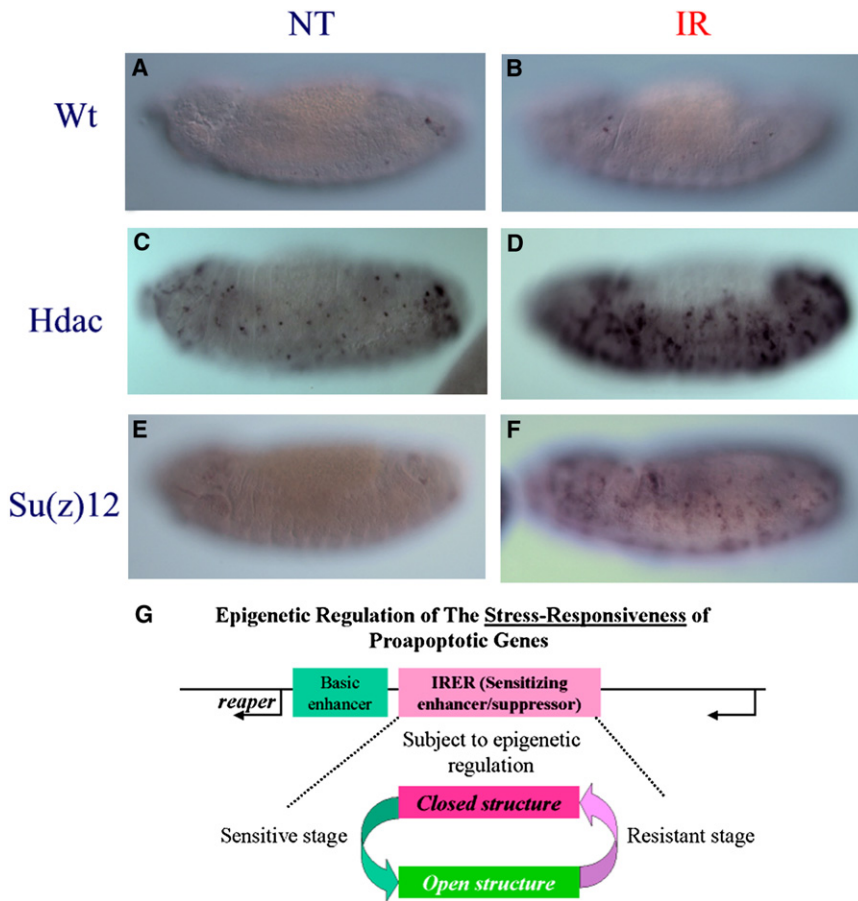 NT
IR
Wt
A
B
Hdac
C
D
Su(z)12
E
F
G
Epigenetic Regulation of The Stress-Responsiveness of
Proapoptotic Genes
reaper
Basic
enhancer
IRER (Sensitizing
enhancer/suppressor)
Subject to epigenetic
regulation
Closed structure
Sensitive stage
Resistant stage
Open structure